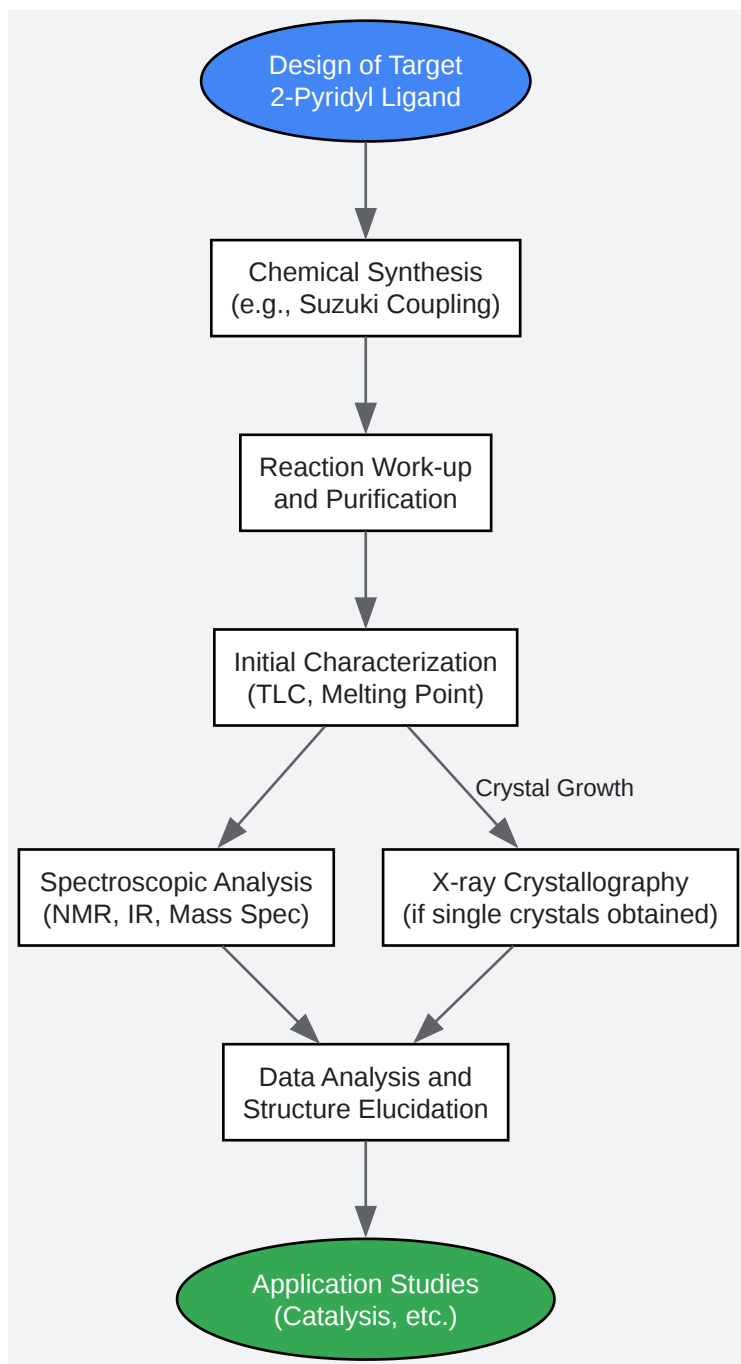 Design of Target
2-Pyridyl Ligand
Chemical Synthesis
(e.g., Suzuki Coupling)
Reaction Work-up
and Purification
Initial Characterization
(TLC, Melting Point)
Crystal Growth
Spectroscopic Analysis
(NMR, IR, Mass Spec)
X-ray Crystallography
(if single crystals obtained)
Data Analysis and
Structure Elucidation
Application Studies
(Catalysis, etc.)